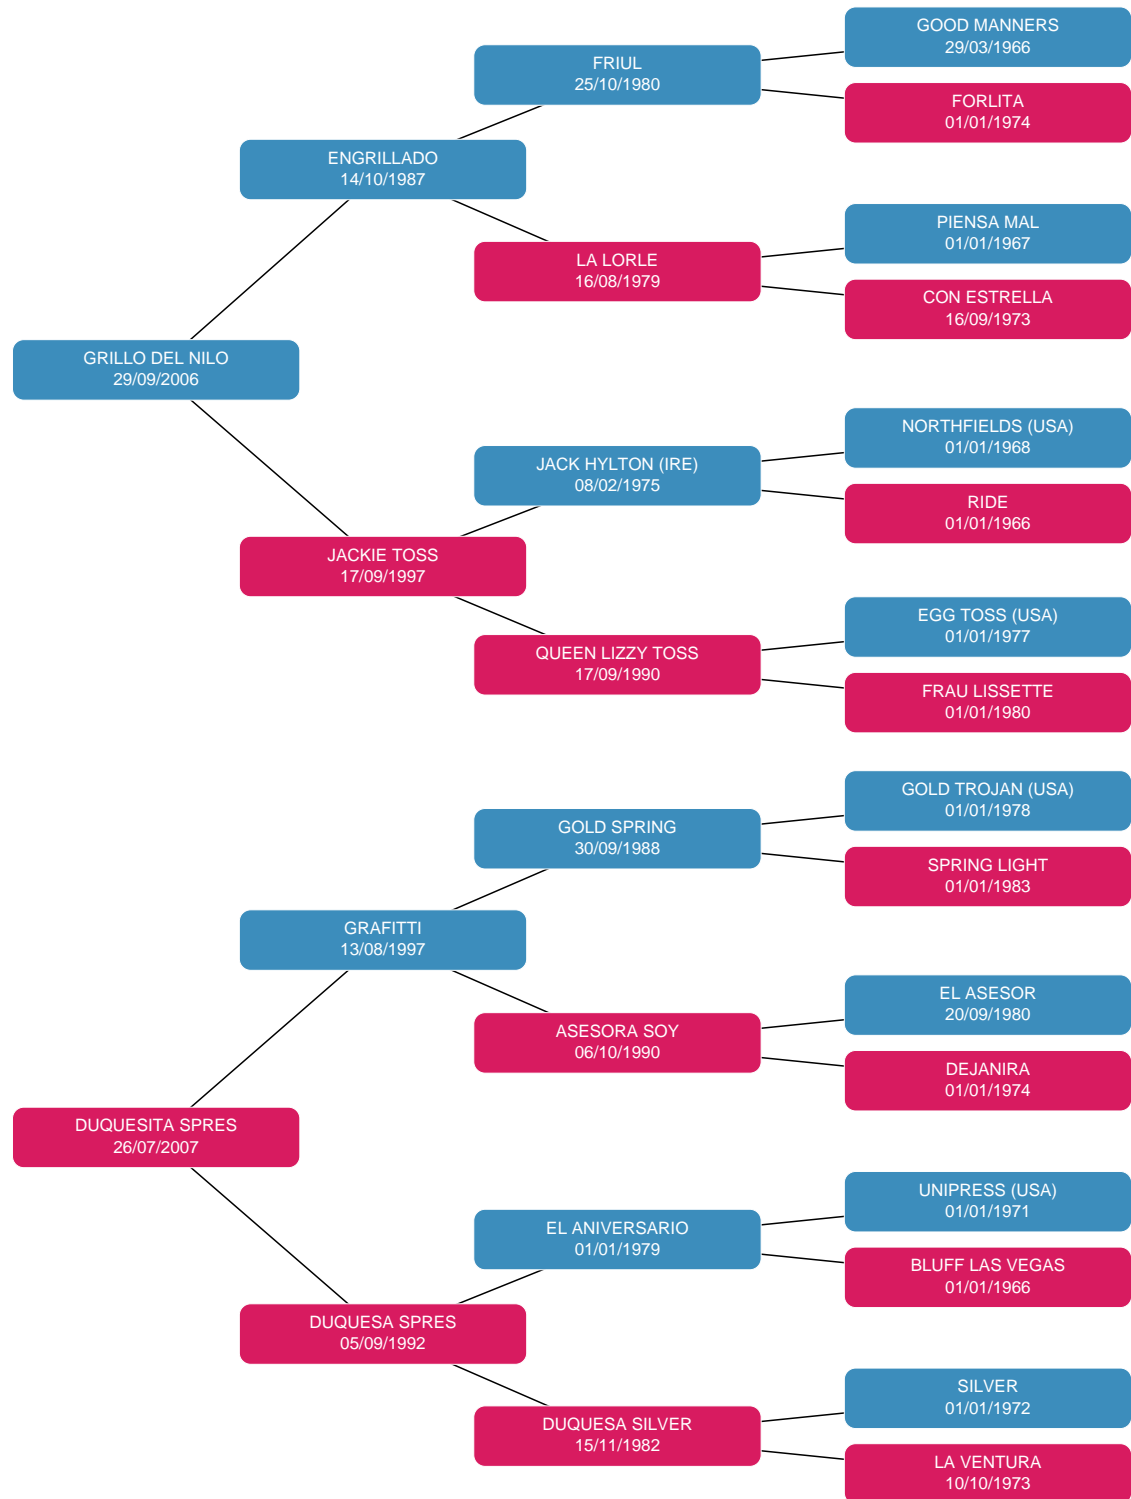 GOOD MANNERS
29/03/1966
FRIUL
25/10/1980
FORLITA
01/01/1974
ENGRILLADO
14/10/1987
PIENSA MAL
01/01/1967
LA LORLE
16/08/1979
CON ESTRELLA
16/09/1973
GRILLO DEL NILO
29/09/2006
NORTHFIELDS (USA)
01/01/1968
JACK HYLTON (IRE)
08/02/1975
RIDE
01/01/1966
JACKIE TOSS
17/09/1997
EGG TOSS (USA)
01/01/1977
QUEEN LIZZY TOSS
17/09/1990
FRAU LISSETTE
01/01/1980
GOLD TROJAN (USA)
01/01/1978
GOLD SPRING
30/09/1988
SPRING LIGHT
01/01/1983
GRAFITTI
13/08/1997
EL ASESOR
20/09/1980
ASESORA SOY
06/10/1990
DEJANIRA
01/01/1974
DUQUESITA SPRES
26/07/2007
UNIPRESS (USA)
01/01/1971
EL ANIVERSARIO
01/01/1979
BLUFF LAS VEGAS
01/01/1966
DUQUESA SPRES
05/09/1992
SILVER
01/01/1972
DUQUESA SILVER
15/11/1982
LA VENTURA
10/10/1973